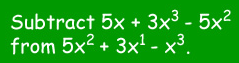 Subtract 5x + 3x³ - 5x²
from 5x² + 3x¹ - x³.